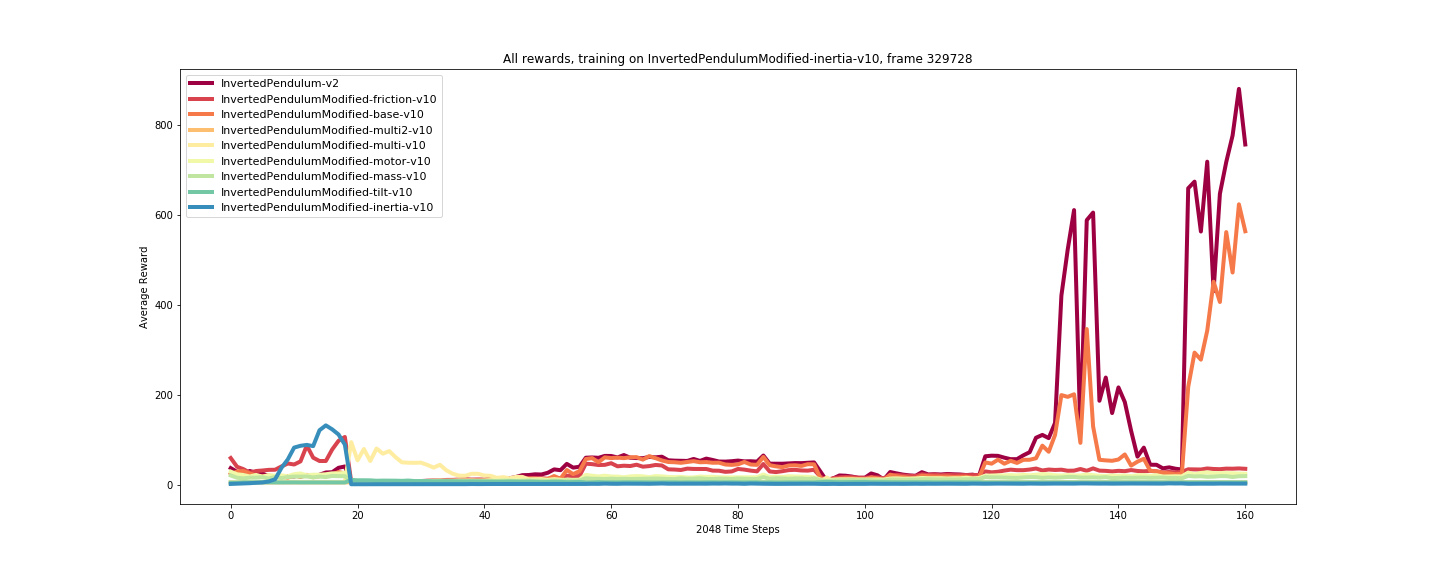 All rewards, training on InvertedPendulumModified-inertia-v10, frame 329728
InvertedPendulum-v2
InvertedPendulumModified-friction-v10
InvertedPendulumModified-base-v10
InvertedPendulumModified-multi2-v10
InvertedPendulumModified-multi-v10
InvertedPendulumModified-motor-v10
InvertedPendulumModified-mass-v10
InvertedPendulumModified-tilt-v10
InvertedPendulumModified-inertia-v10
Average Reward
800
600
400
200
0
0 20 40 60 80 100 120 140 160
2048 Time Steps